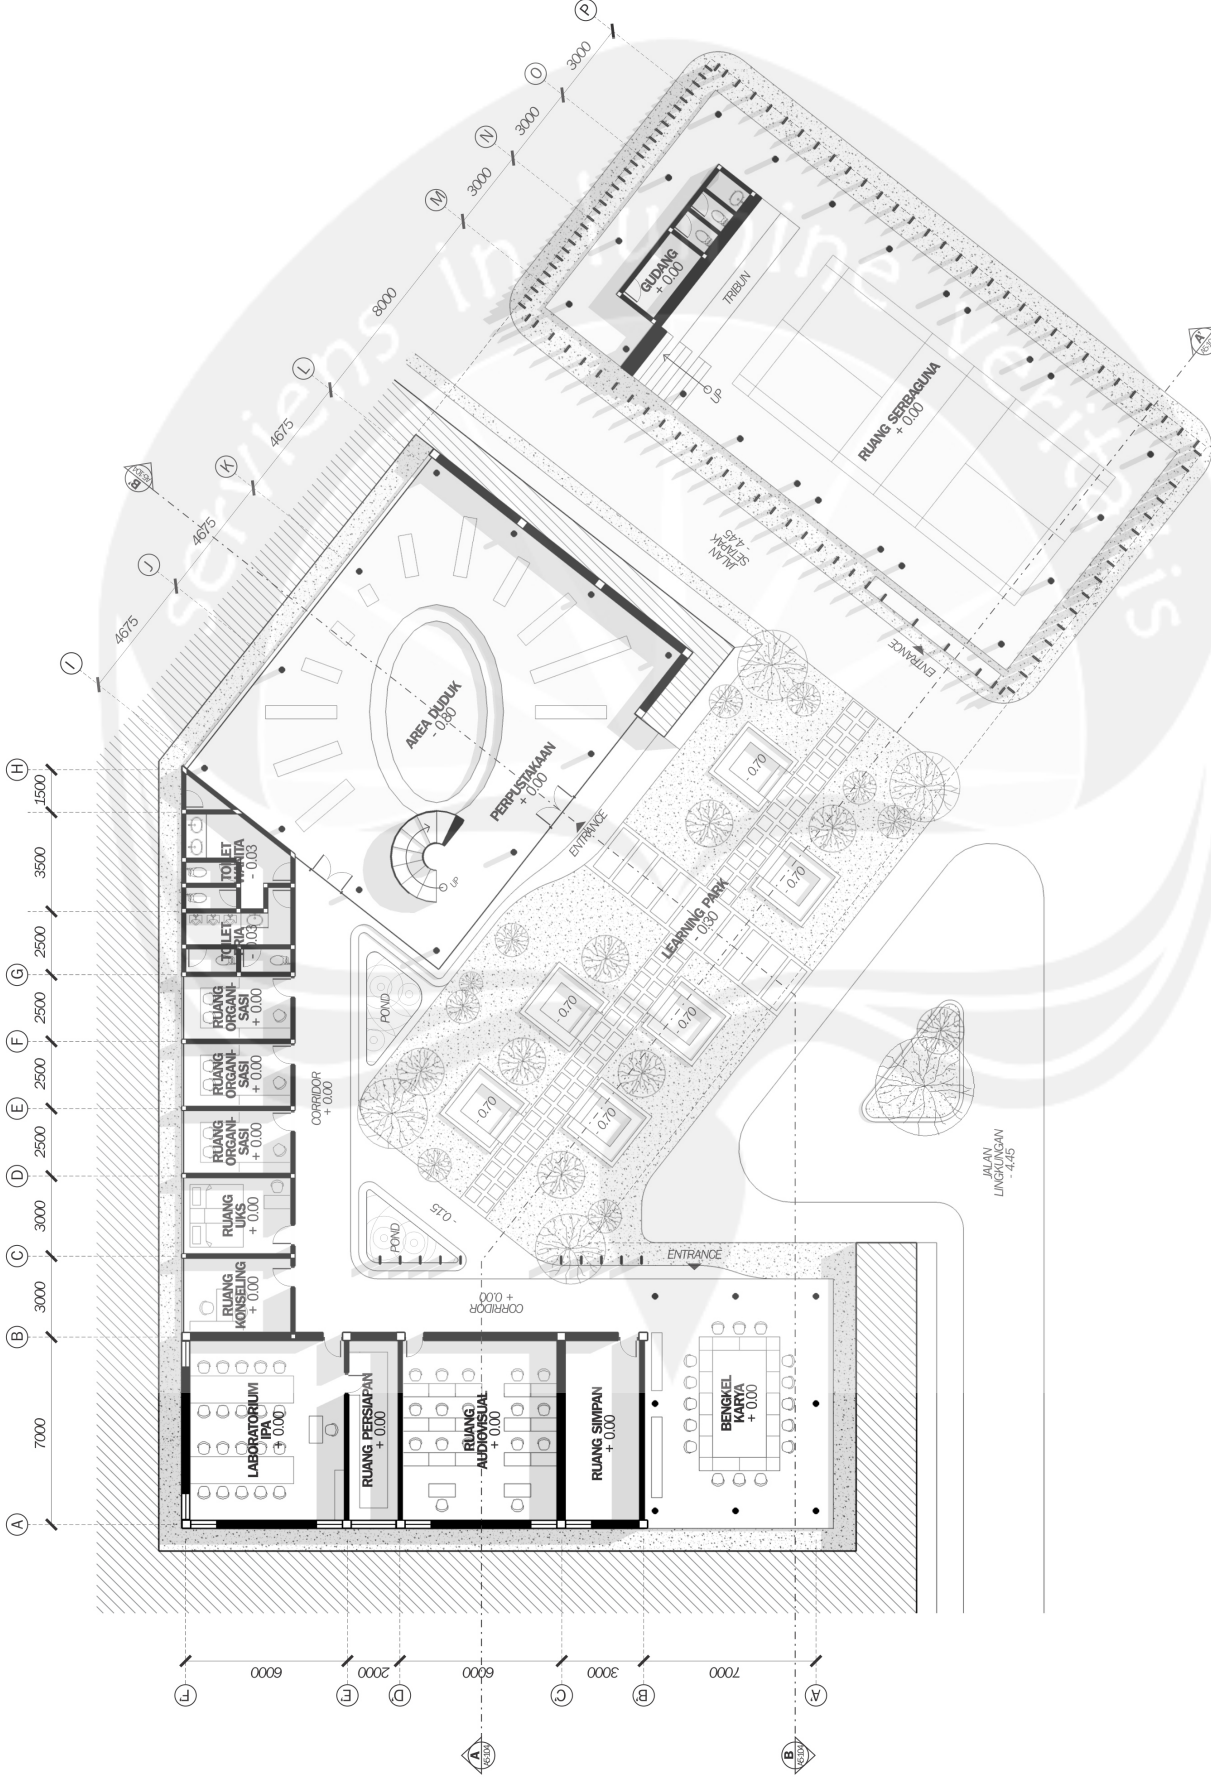 P
3000
O
3000
N
3000
M
8000
L
4675
K
4675
J
4675
I
H
1500
3500
2500
G
2500
F
2500
E
2500
D
3000
C
3000
B
7000
A
serviens in lumine veritatis
B'
A'
GUDANG
+ 0.00
TRIBUN
UP
RUANG SERBAGUNA
+ 0.00
JALAN
SETAPAK
- 4.45
ENTRANCE
AREA DUDUK
- 0.80
PERPUSTAKAAN
+ 0.00
UP
ENTRANCE
TOILET
WANITA
- 0.03
TOILET
PRIA
- 0.03
RUANG
ORGANI-
SASI
+ 0.00
RUANG
ORGANI-
SASI
+ 0.00
RUANG
ORGANI-
SASI
+ 0.00
RUANG
UKS
+ 0.00
RUANG
KONSELING
+ 0.00
CORRIDOR
+ 0.00
POND
POND
- 0.15
LEARNING PARK
- 0.30
- 0.70
- 0.70
- 0.70
- 0.70
- 0.70
- 0.70
JALAN
LINGKUNGAN
- 4.45
ENTRANCE
CORRIDOR
+ 0.00
LABORATORIUM
IPA
+ 0.00
RUANG PERSIAPAN
+ 0.00
RUANG
AUDIOVISUAL
+ 0.00
RUANG SIMPAN
+ 0.00
BENGKEL
KARYA
+ 0.00
F'
6000
E'
2000
D'
6000
C'
3000
B'
7000
A'
A
B